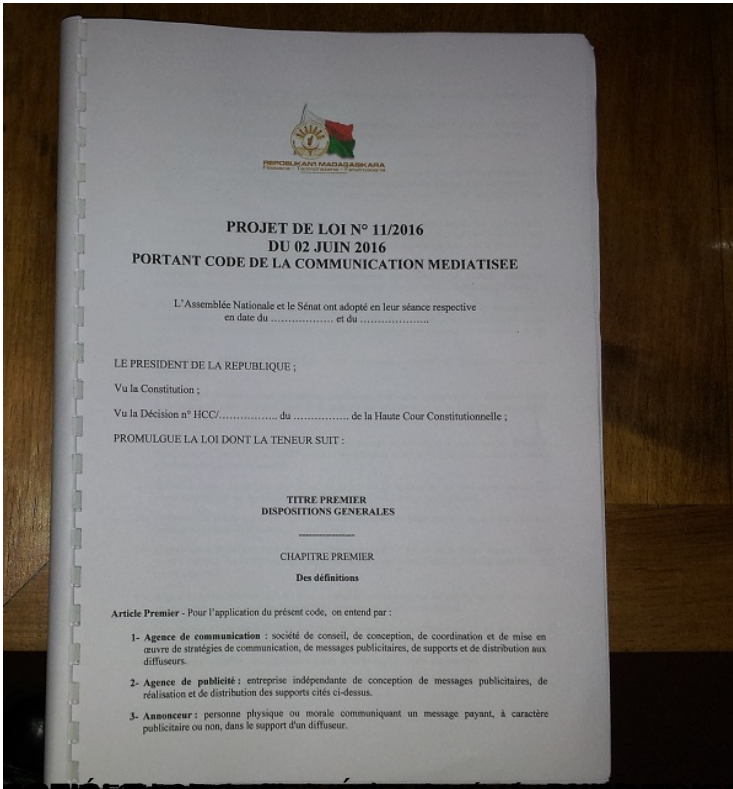 REPOBLIKAN'I MADAGASIKARA
Fitiavana - Tanindrazana - Fandrosoana
PROJET DE LOI N° 11/2016
DU 02 JUIN 2016
PORTANT CODE DE LA COMMUNICATION MEDIATISEE
L'Assemblée Nationale et le Sénat ont adopté en leur séance respective
en date du .................. et du ....................
LE PRESIDENT DE LA REPUBLIQUE ;
Vu la Constitution ;
Vu la Décision n° HCC/................. du ................ de la Haute Cour Constitutionnelle ;
PROMULGUE LA LOI DONT LA TENEUR SUIT :
TITRE PREMIER
DISPOSITIONS GENERALES
CHAPITRE PREMIER
Des définitions
Article Premier - Pour l'application du présent code, on entend par :
1- Agence de communication : société de conseil, de conception, de coordination et de mise en
œuvre de stratégies de communication, de messages publicitaires, de supports et de distribution aux
diffuseurs.
2- Agence de publicité : entreprise indépendante de conception de messages publicitaires, de
réalisation et de distribution des supports cités ci-dessus.
3- Annonceur : personne physique ou morale communiquant un message payant, à caractère
publicitaire ou non, dans le support d'un diffuseur.